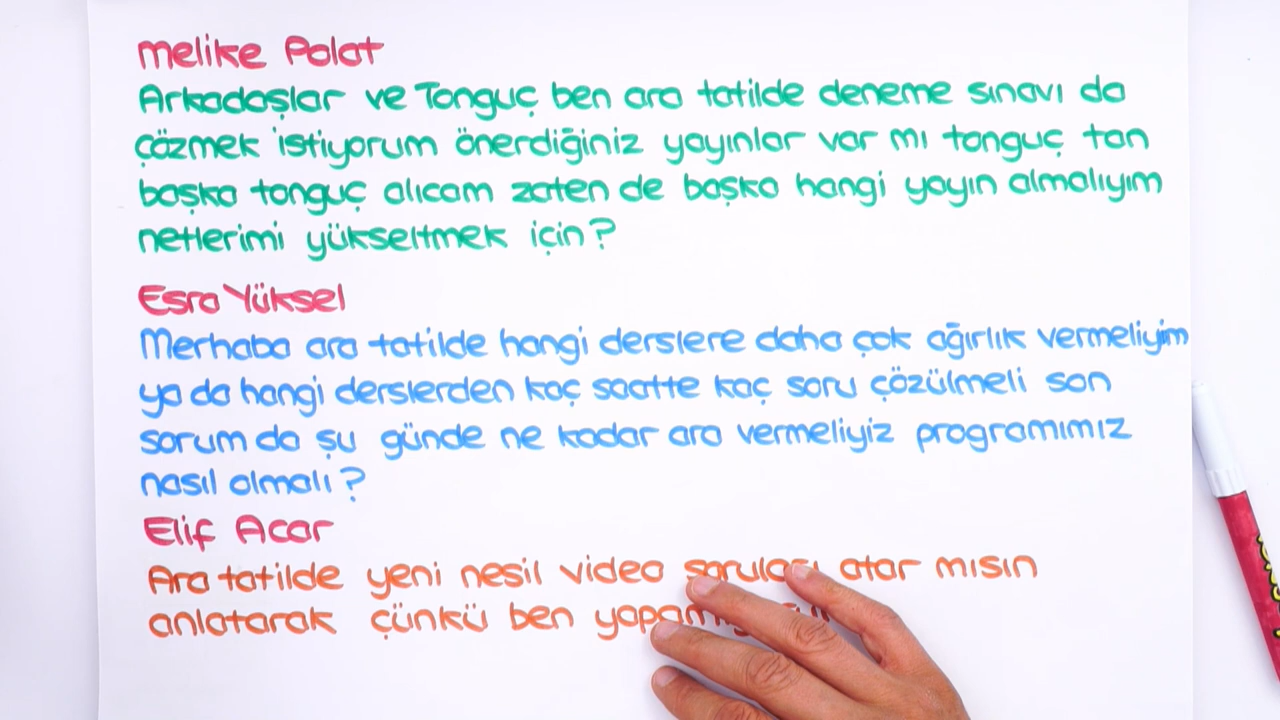 Melike Polat
Arkadaşlar ve Tonguç ben ara tatilde deneme sınavı da
çözmek istiyorum önerdiğiniz yayınlar var mı tonguç tan
başka tonguç alıcam zaten de başka hangi yayın almalıyım
netlerimi yükseltmek için?
Esra Yüksel
Merhaba ara tatilde hangi derslere daha çok ağırlık vermeliyim
ya da hangi derslerden kaç saatte kaç soru çözülmeli son
sorum da şu günde ne kadar ara vermeliyiz programımız
nasıl olmalı?
Elif Acar
Ara tatilde yeni nesil video soruları atar mısın
anlatarak çünkü ben